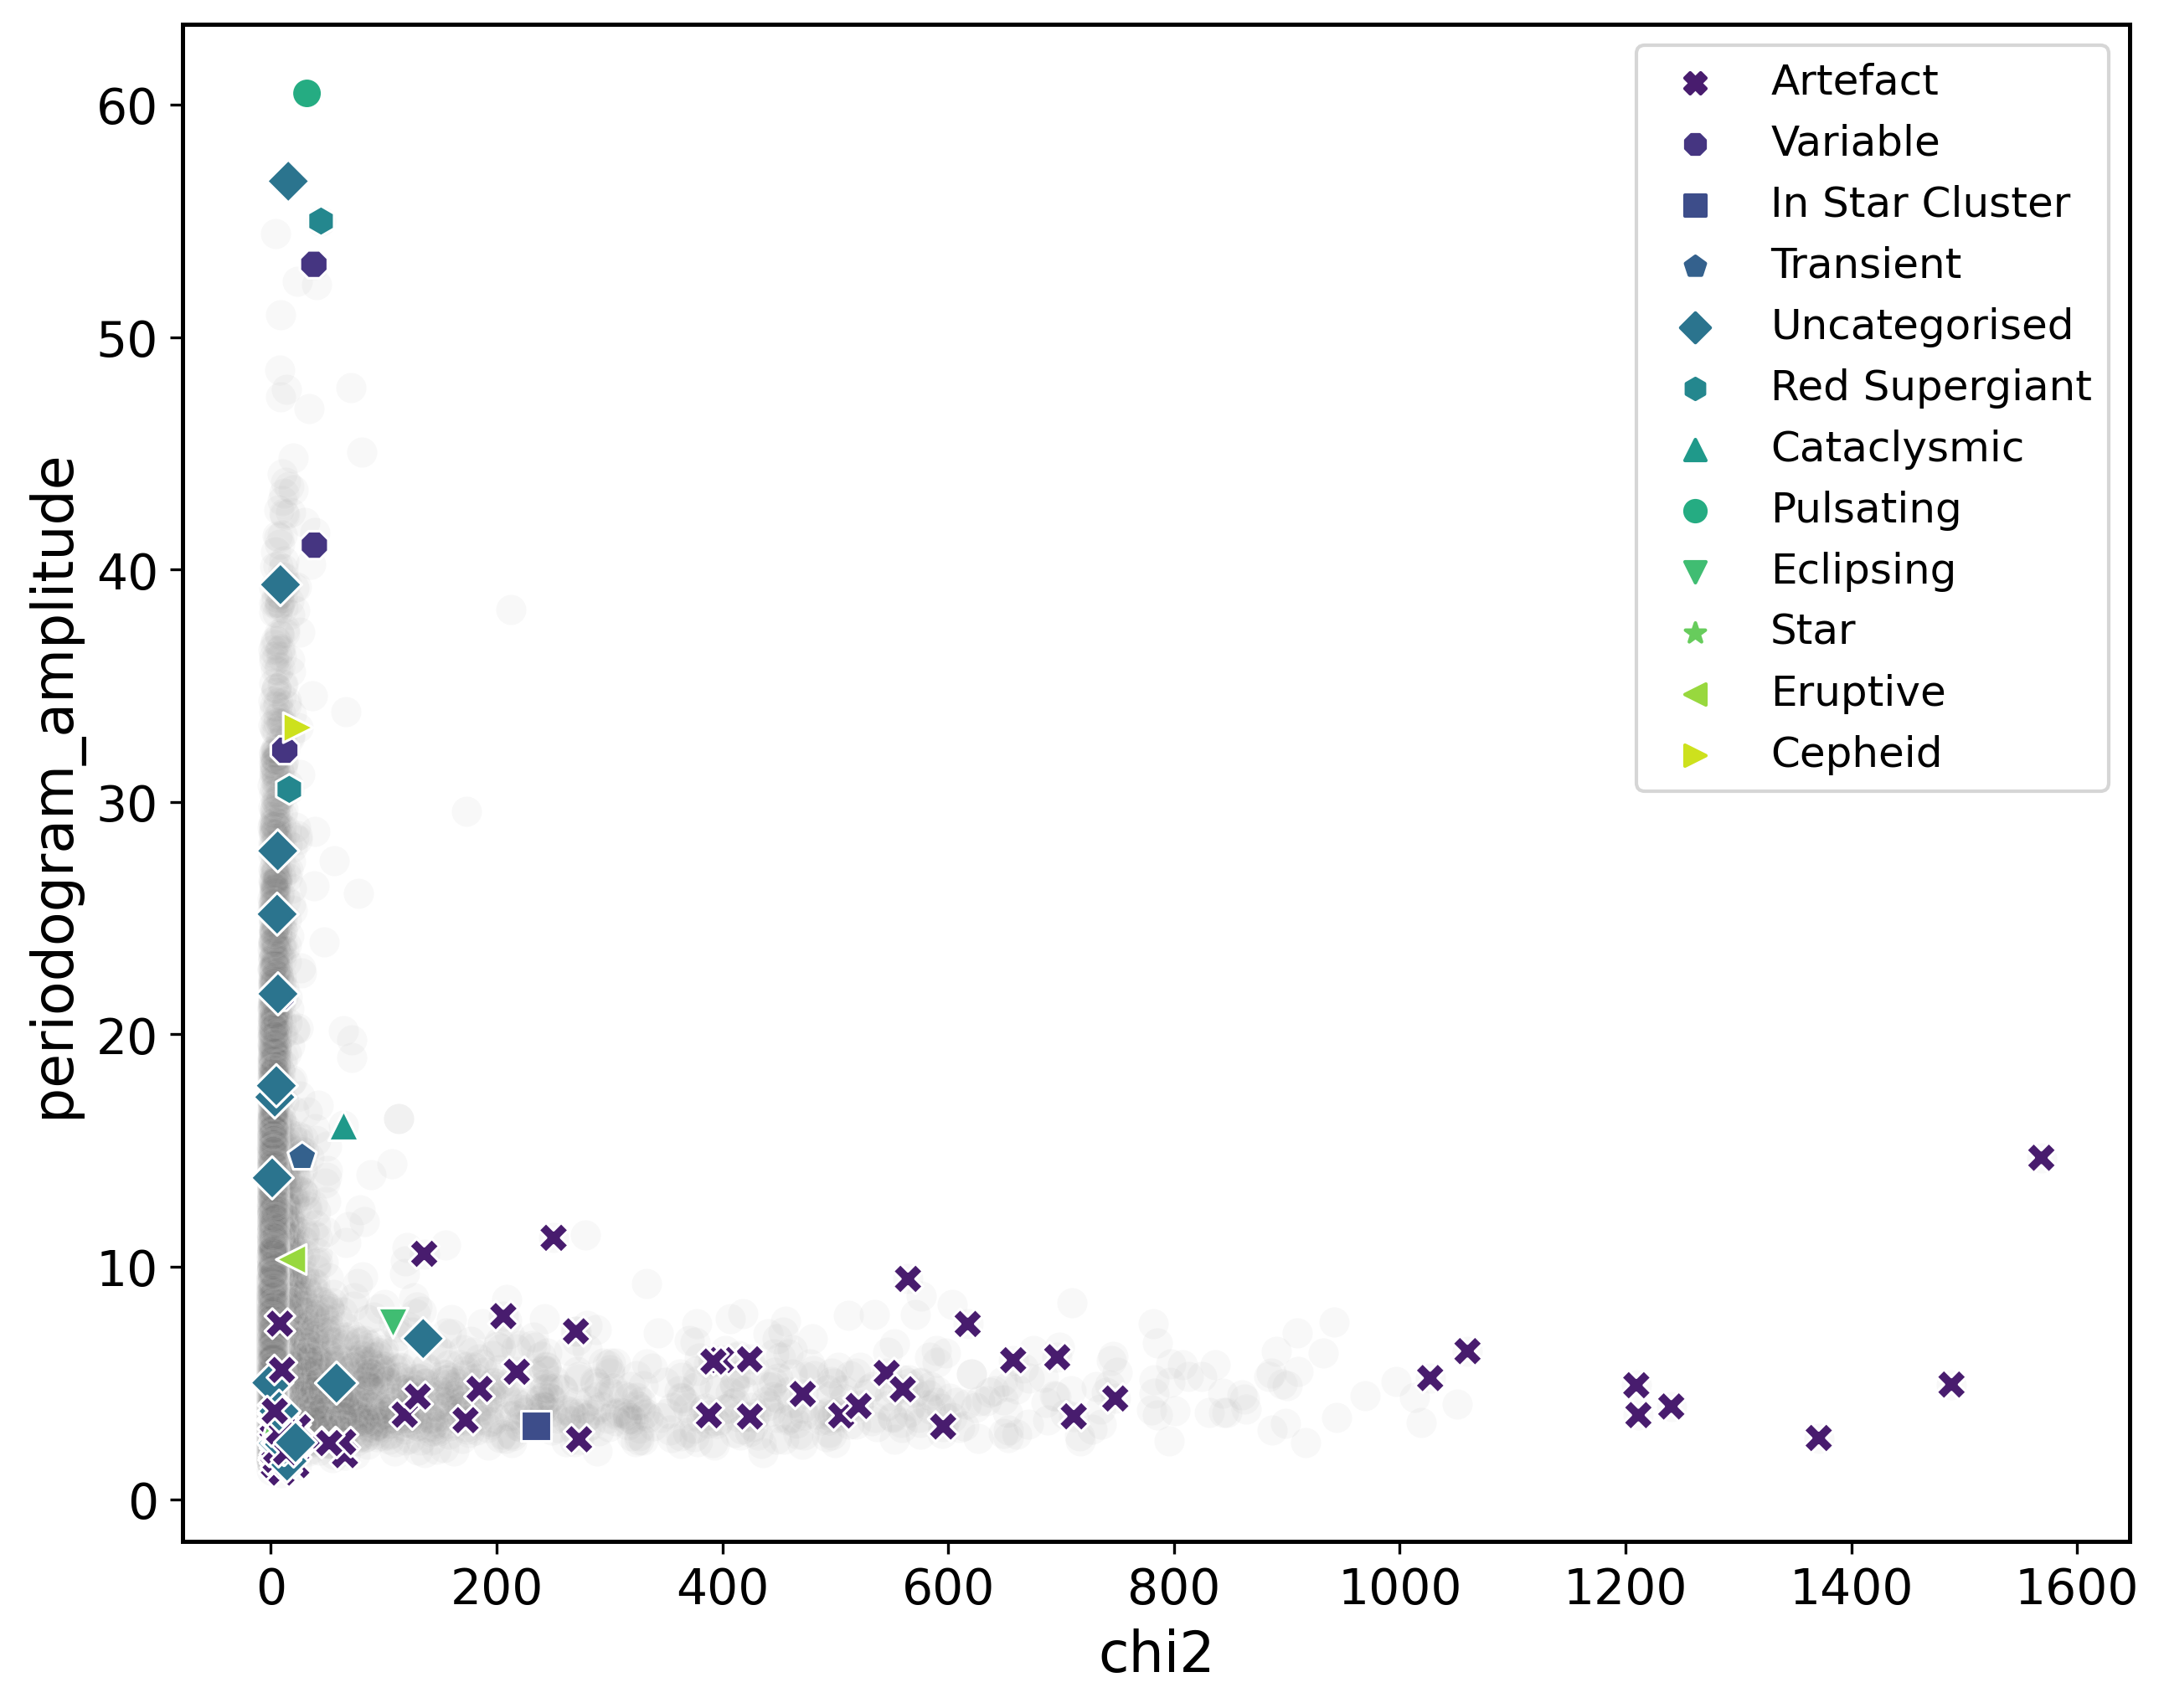 60
50
40
30
20
10
0
periodogram_amplitude
0 200 400 600 800 1000 1200 1400 1600
chi2
Artefact
Variable
In Star Cluster
Transient
Uncategorised
Red Supergiant
Cataclysmic
Pulsating
Eclipsing
Star
Eruptive
Cepheid